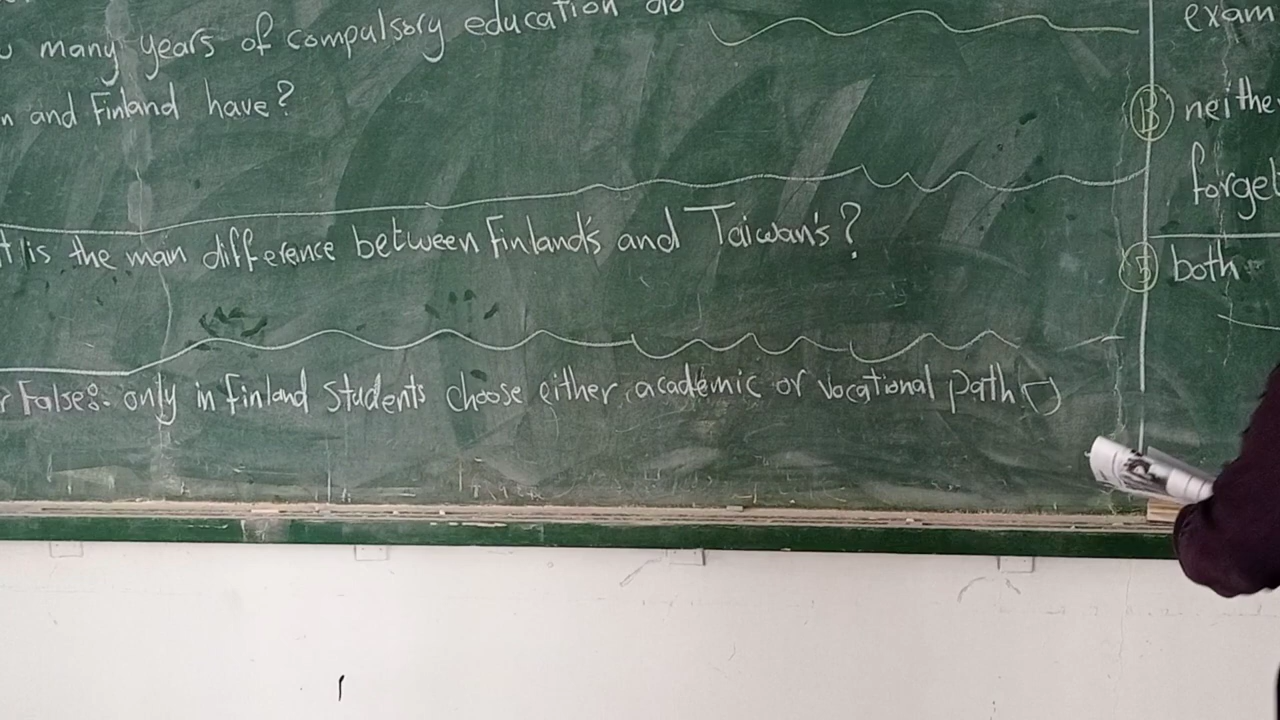 many years of compulsory education do
and Finland have?
is the main difference between Finland's and Taiwan's?
False: only in Finland students choose either academic or vocational path
exam
B neithe
forget
5 both